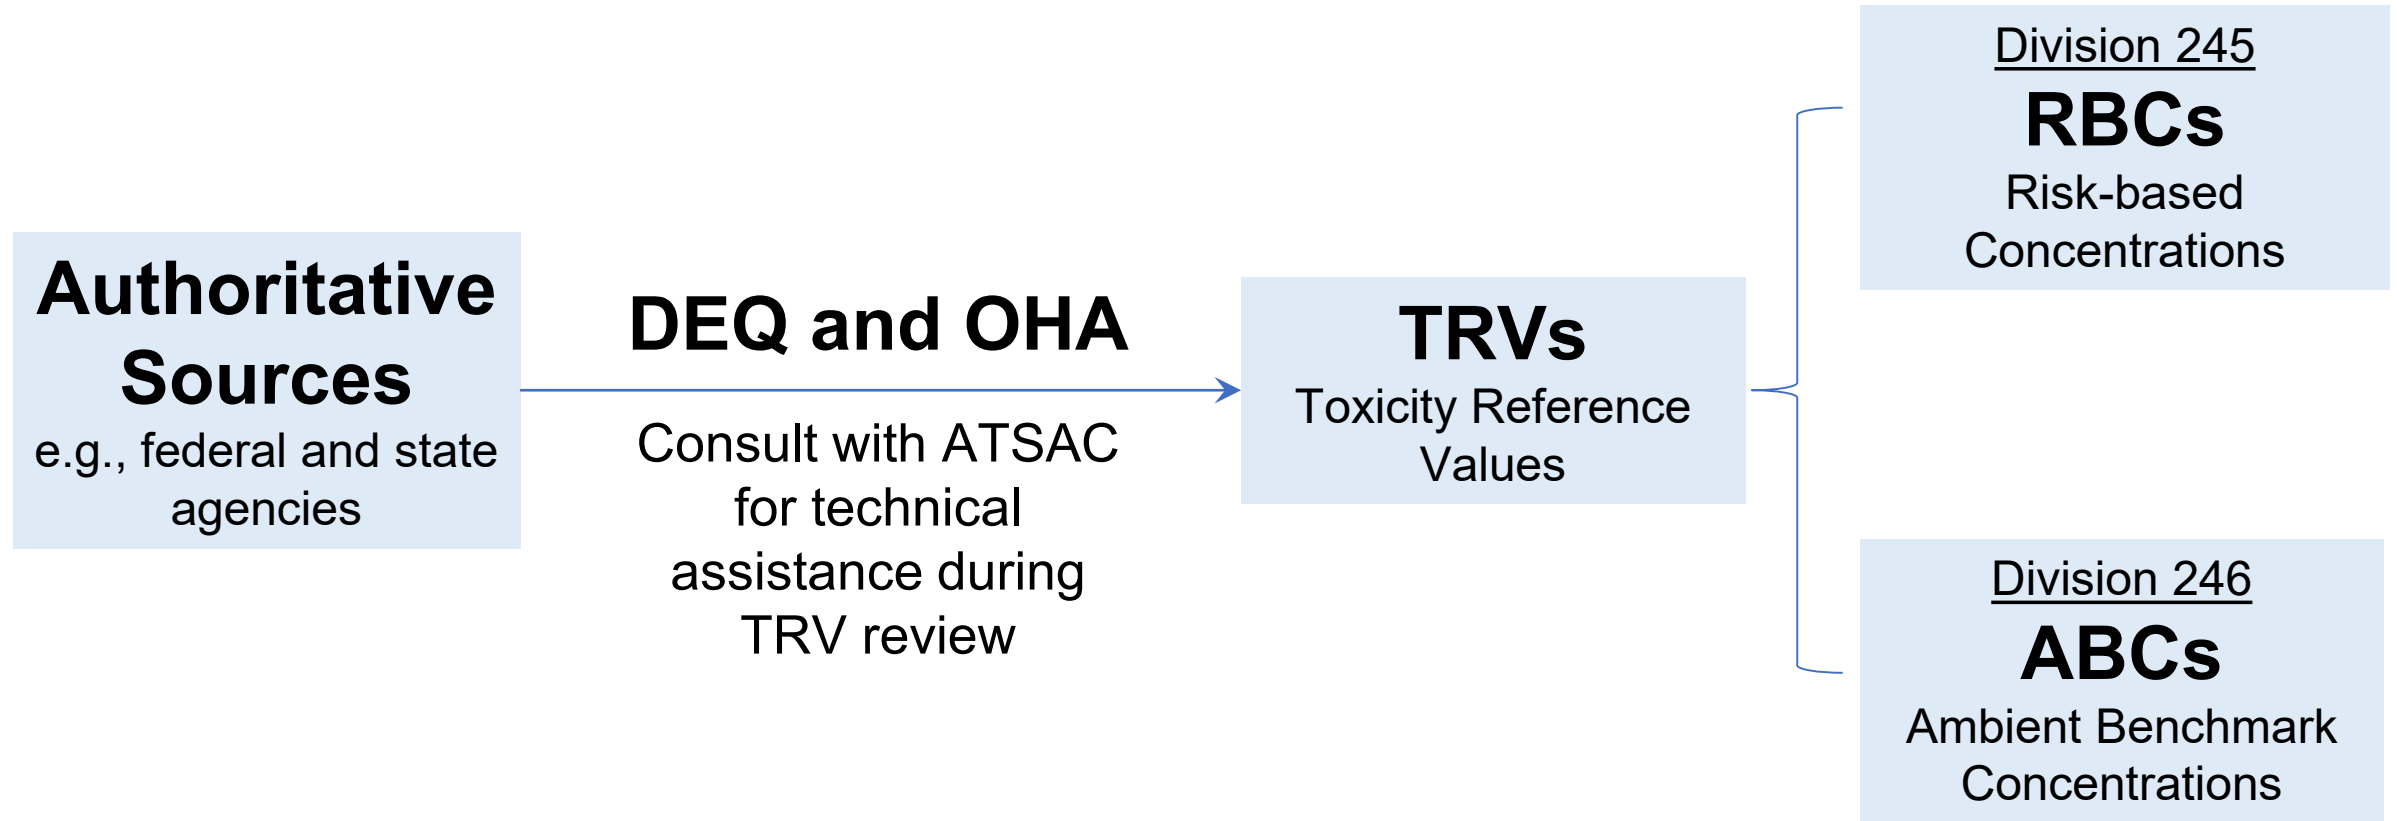 Authoritative
Sources
e.g., federal and state
agencies
DEQ and OHA
Consult with ATSAC
for technical
assistance during
TRV review
TRVs
Toxicity Reference
Values
Division 245
RBCs
Risk-based
Concentrations
Division 246
ABCs
Ambient Benchmark
Concentrations